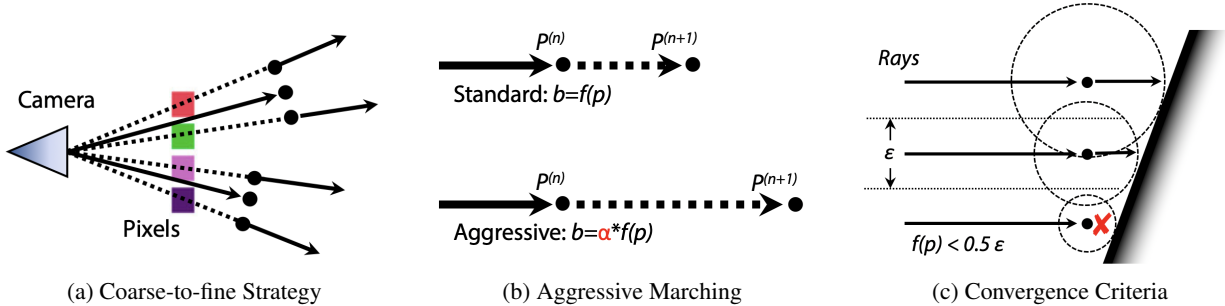 Camera
Pixels
(a) Coarse-to-fine Strategy
P(n) P(n+1)
Standard: b=f(p)
P(n) P(n+1)
Aggressive: b=α*f(p)
(b) Aggressive Marching
Rays
ε
f(p) < 0.5 ε
(c) Convergence Criteria